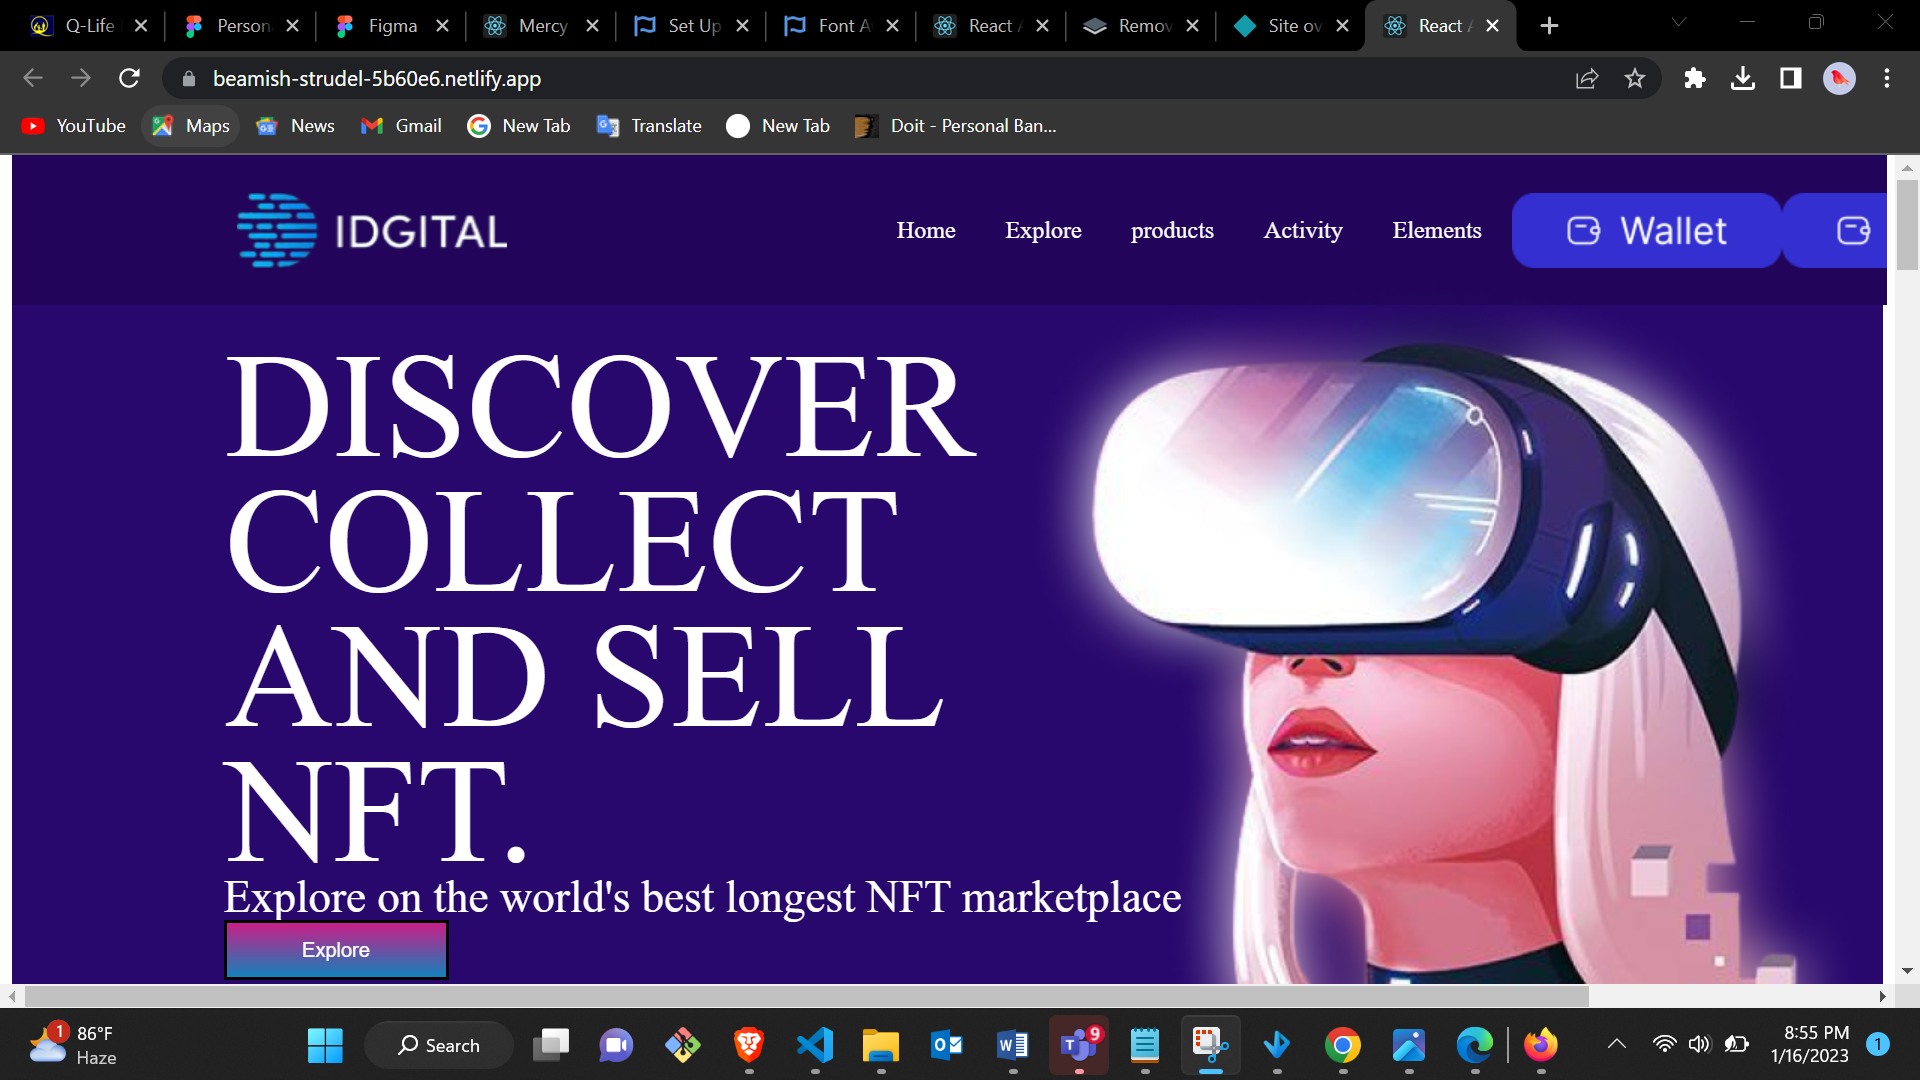 Q-Life
Person
Figma
Mercy
Set Up
Font A
React A
Remov
Site ov
React A
beamish-strudel-5b60e6.netlify.app
YouTube
Maps
News
Gmail
New Tab
Translate
New Tab
Doit - Personal Ban...
IDGITAL
Home
Explore
products
Activity
Elements
Wallet
DISCOVER
COLLECT
AND SELL
NFT.
Explore on the world's best longest NFT marketplace
Explore
1
86°F
Haze
Search
9
8:55 PM
1/16/2023
1